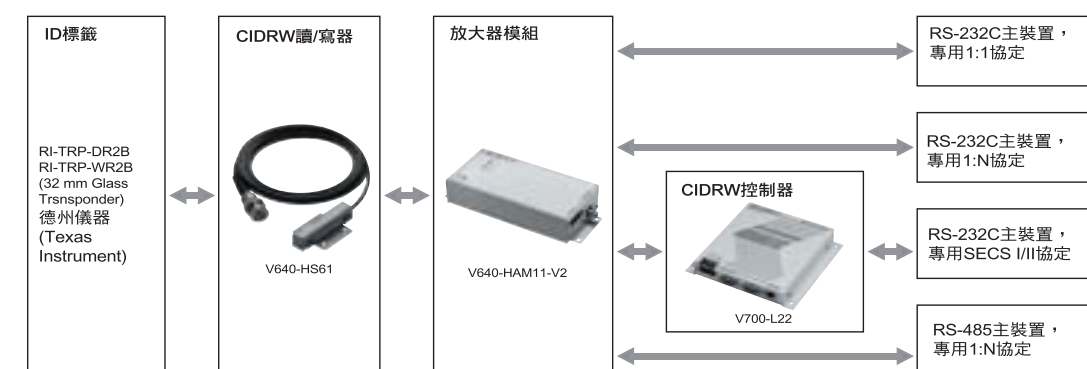 ID標籤
RI-TRP-DR2B
RI-TRP-WR2B
(32 mm Glass
Trsnsponder)
德州儀器
(Texas
Instrument)
CIDRW讀/寫器
V640-HS61
放大器模組
V640-HAM11-V2
CIDRW控制器
V700-L22
RS-232C主裝置，
專用1:1協定
RS-232C主裝置，
專用1:N協定
RS-232C主裝置，
專用SECS I/II協定
RS-485主裝置，
專用1:N協定